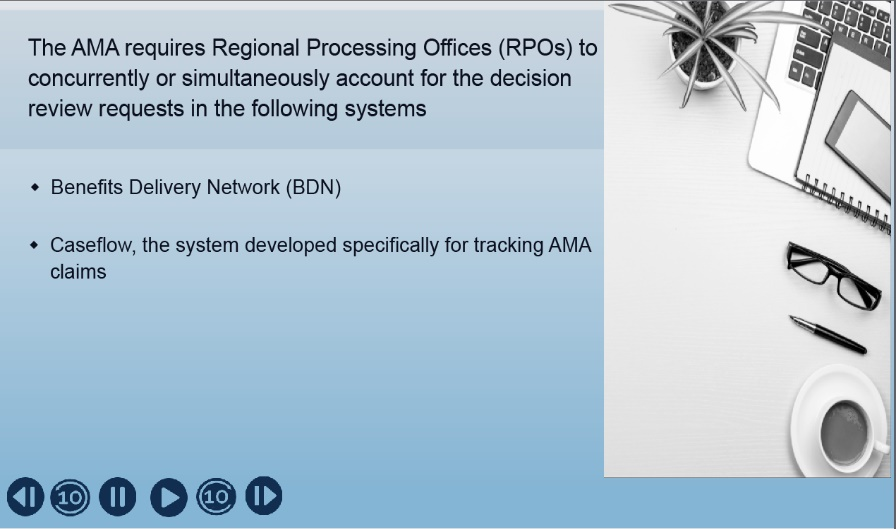 The AMA requires Regional Processing Offices (RPOs) to
concurrently or simultaneously account for the decision
review requests in the following systems
Benefits Delivery Network (BDN)
Caseflow, the system developed specifically for tracking AMA
claims
10
10